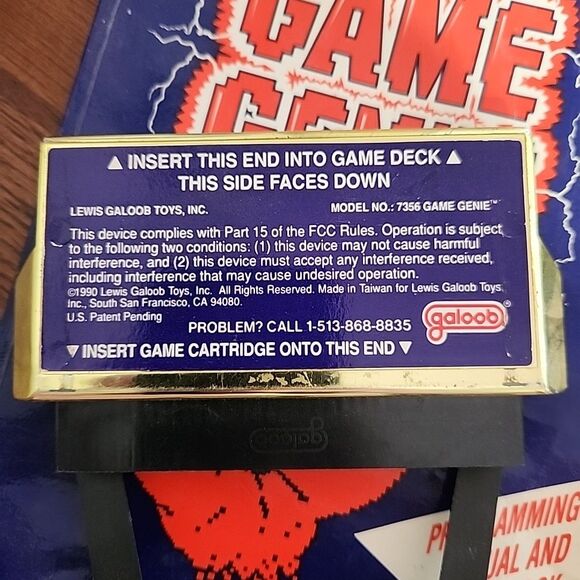 GAME
GENIE
▲ INSERT THIS END INTO GAME DECK ▲
THIS SIDE FACES DOWN
LEWIS GALOOB TOYS, INC. MODEL NO.: 7356 GAME GENIE™
This device complies with Part 15 of the FCC Rules. Operation is subject
to the following two conditions: (1) this device may not cause harmful
interference, and (2) this device must accept any interference received,
including interference that may cause undesired operation.
©1990 Lewis Galoob Toys, Inc. All Rights Reserved. Made in Taiwan for Lewis Galoob Toys
Inc., South San Francisco, CA 94080.
U.S. Patent Pending
PROBLEM? CALL 1-513-868-8835
galoob®
▼ INSERT GAME CARTRIDGE ONTO THIS END ▼
galoob
AMMING
AND